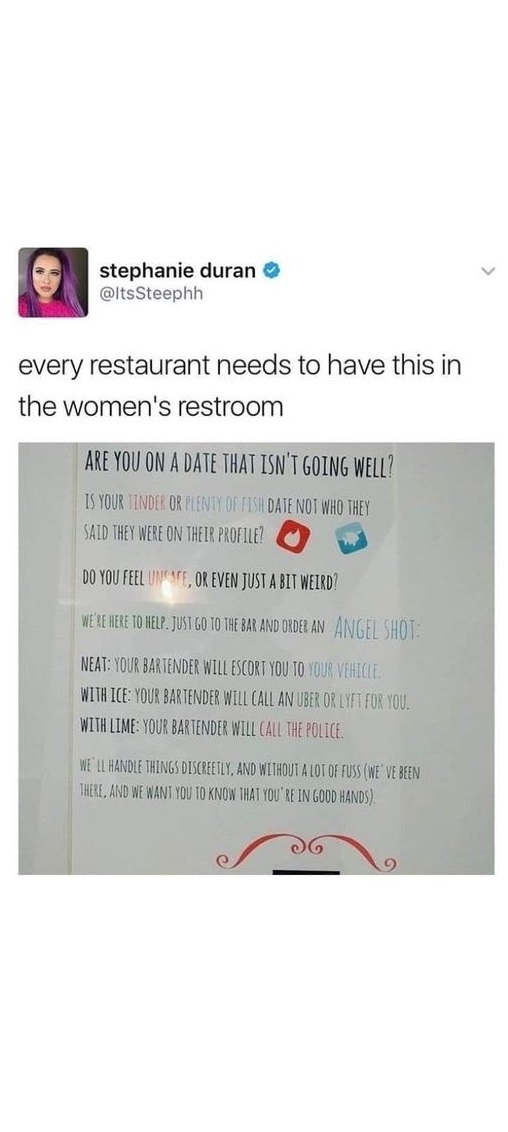 stephanie duran
@ItsSteephh
every restaurant needs to have this in
the women's restroom
ARE YOU ON A DATE THAT ISN'T GOING WELL?
IS YOUR TINDER OR PLENTY OF FISH DATE NOT WHO THEY
SAID THEY WERE ON THEIR PROFILE?
DO YOU FEEL UNSAFE, OR EVEN JUST A BIT WEIRD?
WE'RE HERE TO HELP. JUST GO TO THE BAR AND ORDER AN ANGEL SHOT:
NEAT: YOUR BARTENDER WILL ESCORT YOU TO YOUR VEHICLE.
WITH ICE: YOUR BARTENDER WILL CALL AN UBER OR LYFT FOR YOU.
WITH LIME: YOUR BARTENDER WILL CALL THE POLICE.
WE'LL HANDLE THINGS DISCREETLY, AND WITHOUT A LOT OF FUSS (WE'VE BEEN
THERE, AND WE WANT YOU TO KNOW THAT YOU'RE IN GOOD HANDS).